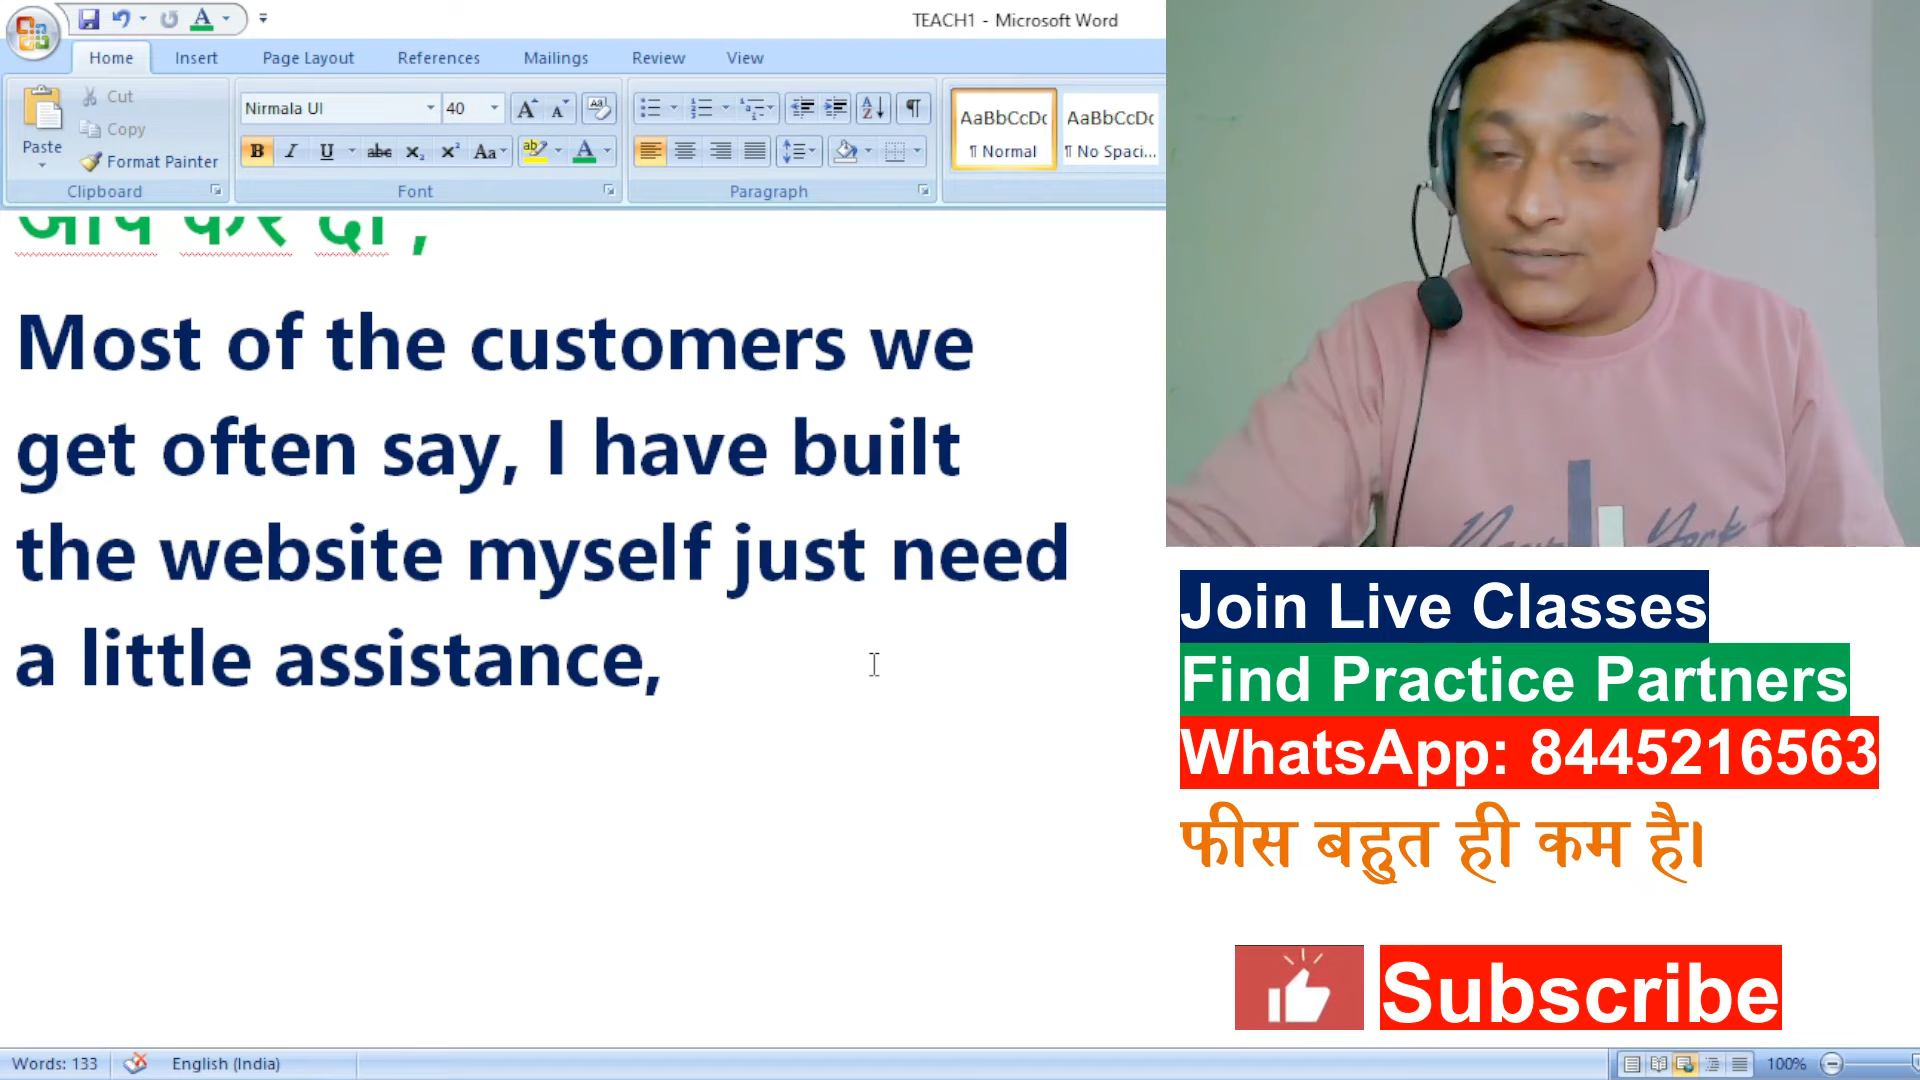 TEACH1 - Microsoft Word
Home Insert Page Layout References Mailings Review View
Paste
Cut
Copy
Format Painter
Clipboard
Nirmala UI 40
Font
Paragraph
AaBbCcDc AaBbCcDc
¶ Normal ¶ No Spaci...
आप कर दो ,
Most of the customers we
get often say, I have built
the website myself just need
a little assistance,
Join Live Classes
Find Practice Partners
WhatsApp: 8445216563
फीस बहुत ही कम है।
Subscribe
Words: 133 English (India) 100%